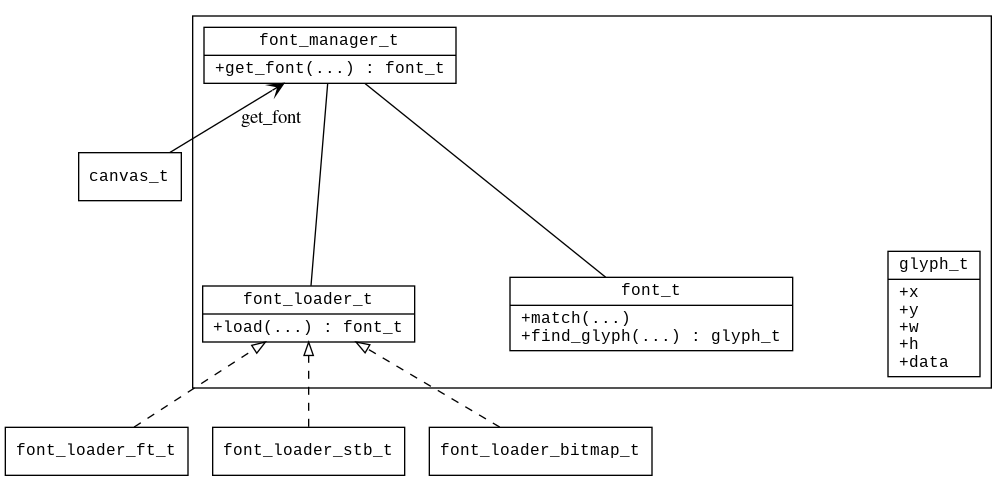 font_manager_t
+get_font(...) : font_t
get_font
canvas_t
font_loader_t
+load(...) : font_t
font_t
+match(...)
+find_glyph(...) : glyph_t
glyph_t
+x
+y
+w
+h
+data
font_loader_ft_t
font_loader_stb_t
font_loader_bitmap_t